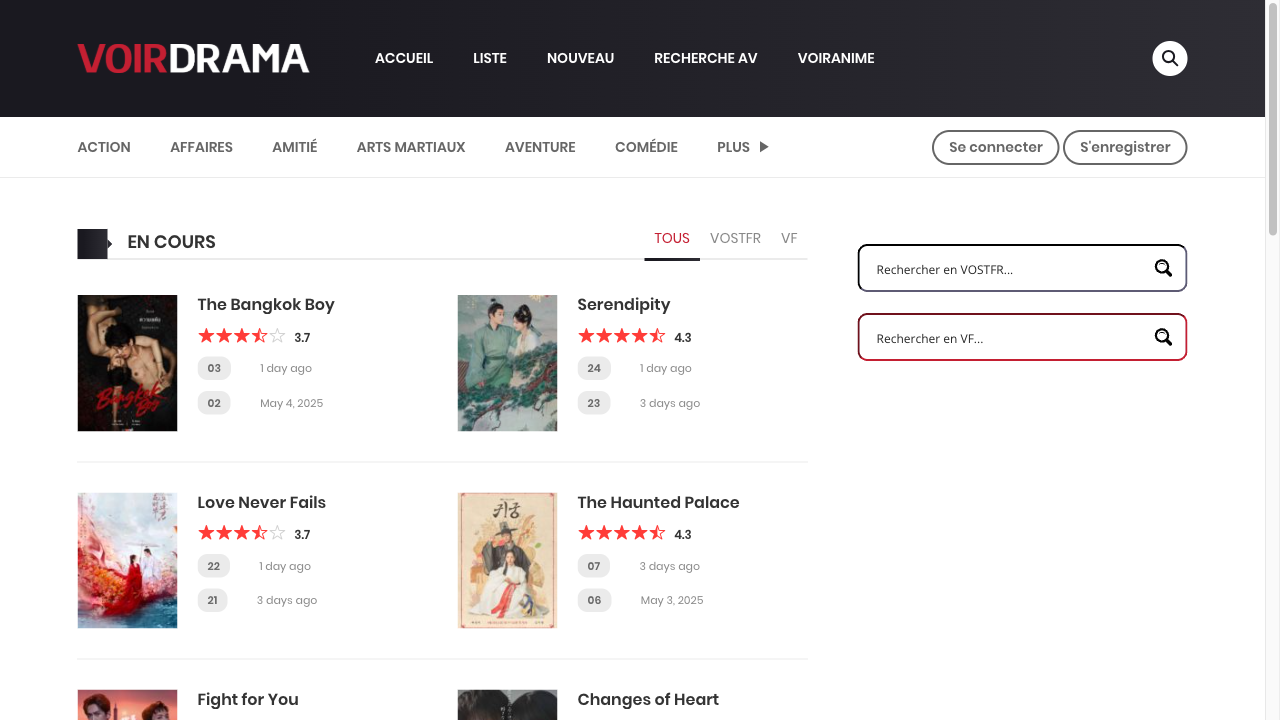 VOIRDRAMA
ACCUEIL LISTE NOUVEAU RECHERCHE AV VOIRANIME
ACTION AFFAIRES AMITIÉ ARTS MARTIAUX AVENTURE COMÉDIE PLUS
Se connecter S'enregistrer
EN COURS
TOUS VOSTFR VF
Rechercher en VOSTFR...
Rechercher en VF...
Bangkok Boy
The Bangkok Boy
3.7
03 1 day ago
02 May 4, 2025
Serendipity
4.3
24 1 day ago
23 3 days ago
Love Never Fails
3.7
22 1 day ago
21 3 days ago
귀궁
The Haunted Palace
4.3
07 3 days ago
06 May 3, 2025
Fight for You
Changes of Heart